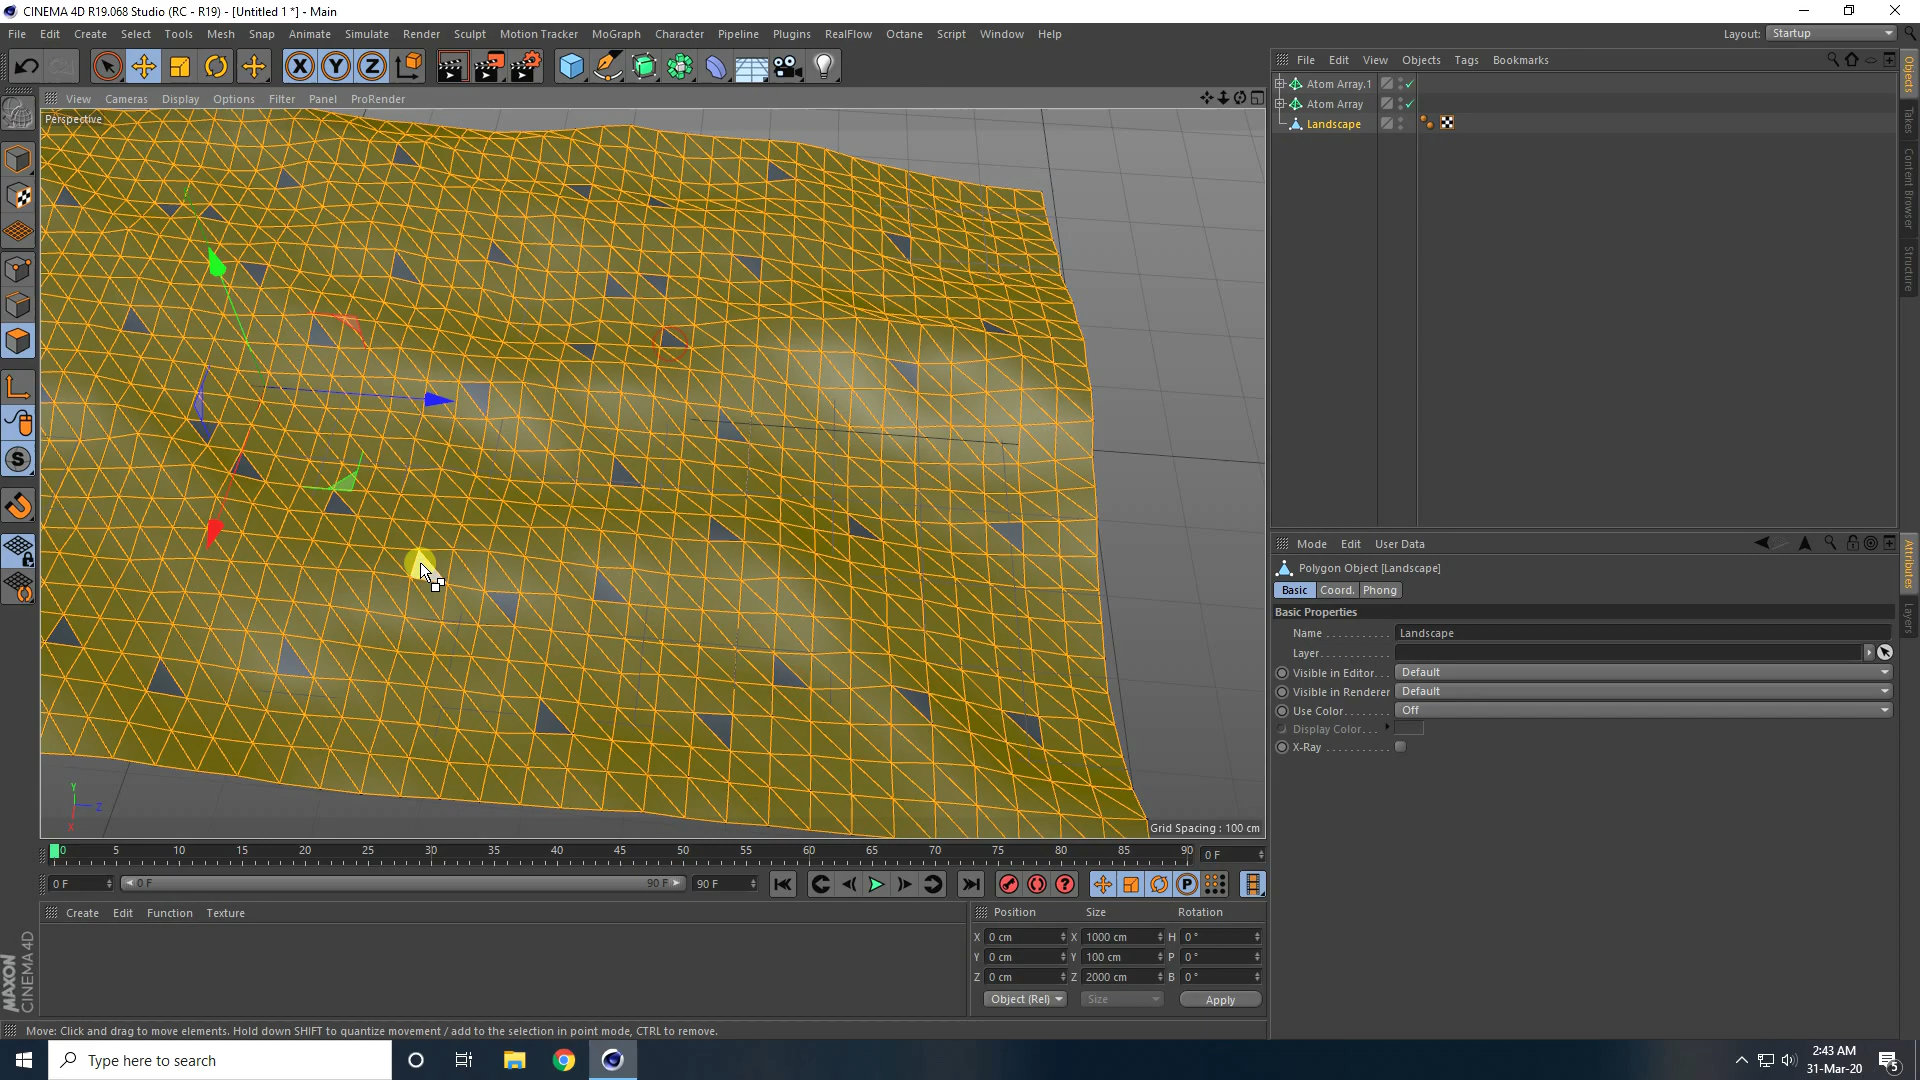 CINEMA 4D R19.068 Studio (RC - R19) - [Untitled 1 *] - Main
File Edit Create Select Tools Mesh Snap Animate Simulate Render Sculpt Motion Tracker MoGraph Character Pipeline Plugins RealFlow Octane Script Window Help
Layout: Startup
File Edit View Objects Tags Bookmarks
View Cameras Display Options Filter Panel ProRender
Perspective
Atom Array.1
Atom Array
Landscape
Objects
Takes
Content Browser
Structure
Mode Edit User Data
Polygon Object [Landscape]
Basic Coord. Phong
Basic Properties
Name Landscape
Layer
Visible in Editor Default
Visible in Renderer Default
Use Color Off
Display Color
X-Ray
Attributes
Layers
Y
Z
X
Grid Spacing : 100 cm
0 5 10 15 20 25 30 35 40 45 50 55 60 65 70 75 80 85 90 0 F
0 F 0 F 90 F 90 F
Create Edit Function Texture
Position Size Rotation
X 0 cm X 1000 cm H 0 °
Y 0 cm Y 100 cm P 0 °
Z 0 cm Z 2000 cm B 0 °
Object (Rel) Size Apply
MAXON
CINEMA 4D
Move: Click and drag to move elements. Hold down SHIFT to quantize movement / add to the selection in point mode, CTRL to remove.
Type here to search
2:43 AM
31-Mar-20
5